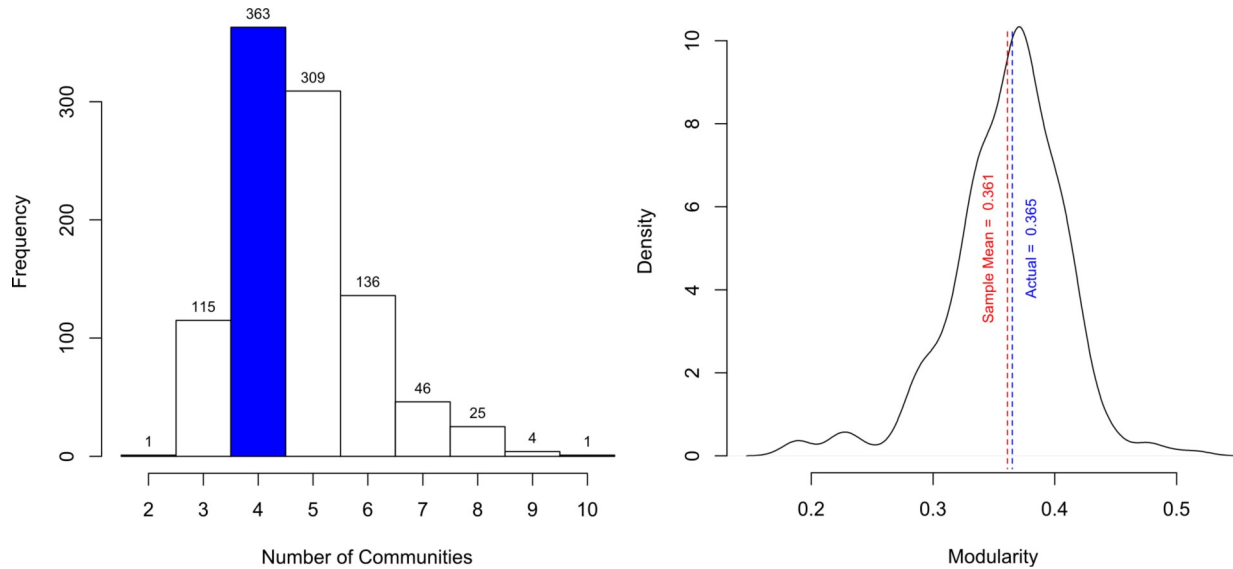 363
309
136
115
46
25
4
1
1
Frequency
0
100
200
300
2 3 4 5 6 7 8 9 10
Number of Communities
Density
0
2
4
6
8
10
Sample Mean = 0.361
Actual = 0.365
0.2 0.3 0.4 0.5
Modularity